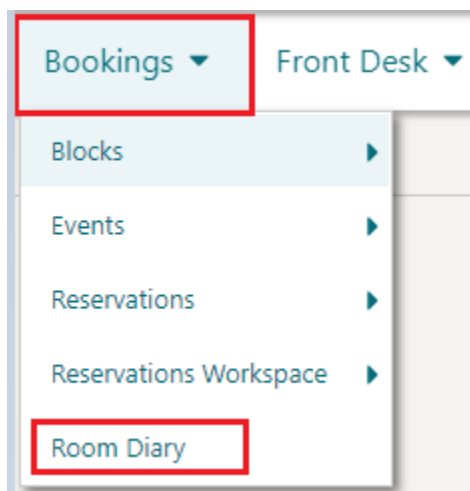 Bookings Front Desk
Blocks
Events
Reservations
Reservations Workspace
Room Diary